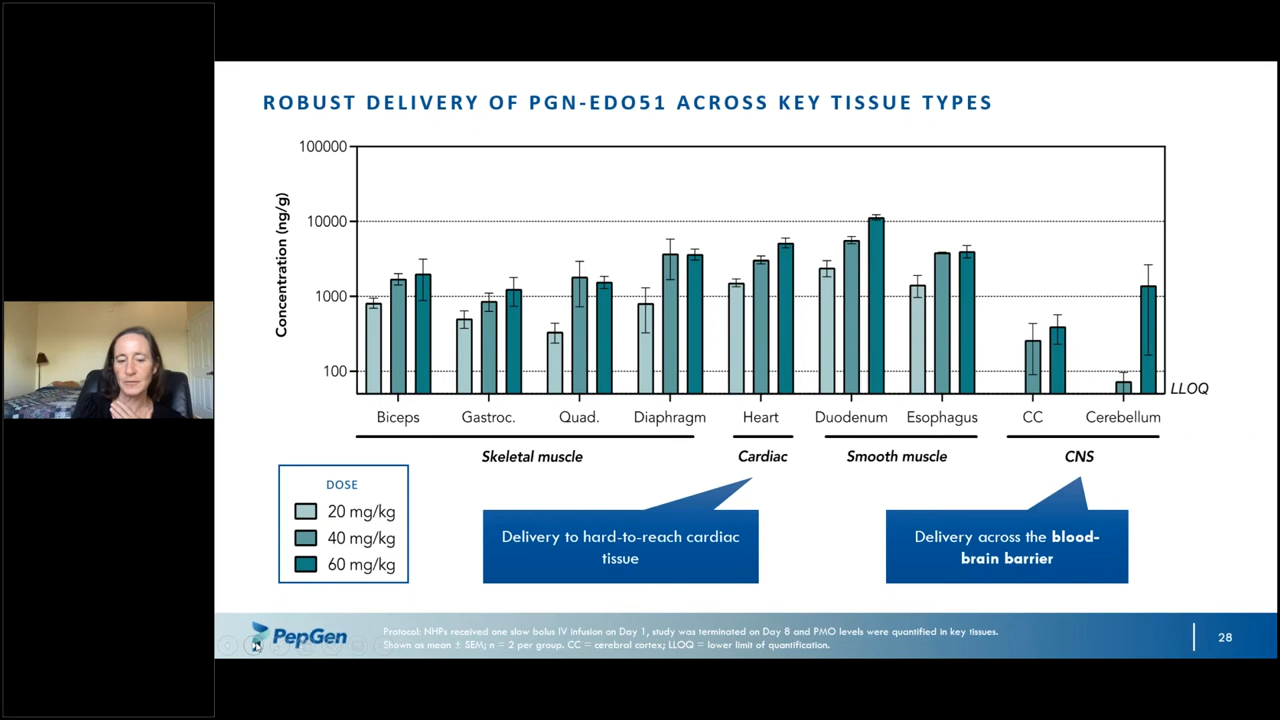 ROBUST DELIVERY OF PGN-EDO51 ACROSS KEY TISSUE TYPES
Concentration (ng/g)
100000
10000
1000
100
LLOQ
Biceps Gastroc. Quad. Diaphragm Heart Duodenum Esophagus CC Cerebellum
Skeletal muscle Cardiac Smooth muscle CNS
DOSE
20 mg/kg
40 mg/kg
60 mg/kg
Delivery to hard-to-reach cardiac
tissue
Delivery across the blood-
brain barrier
PepGen
Protocol: NHPs received one slow bolus IV infusion on Day 1, study was terminated on Day 8 and PMO levels were quantified in key tissues.
Shown as mean ± SEM; n = 2 per group. CC = cerebral cortex; LLOQ = lower limit of quantification.
28